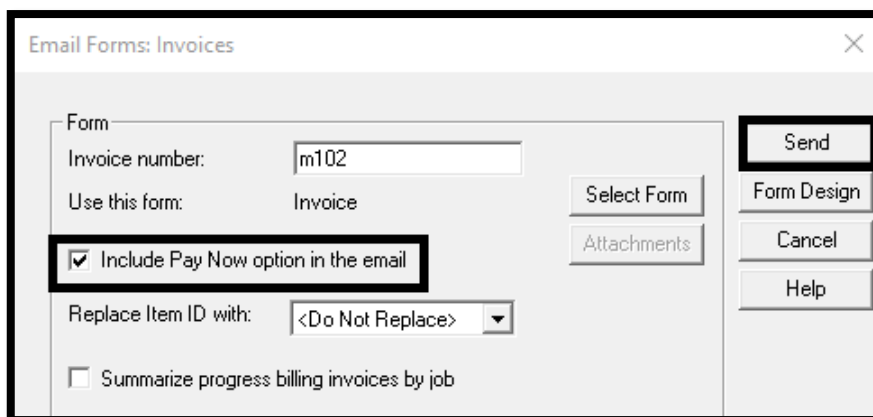 Email Forms: Invoices
Form
Invoice number: m102
Use this form: Invoice
Include Pay Now option in the email
Replace Item ID with: <Do Not Replace>
Summarize progress billing invoices by job
Select Form
Attachments
Send
Form Design
Cancel
Help